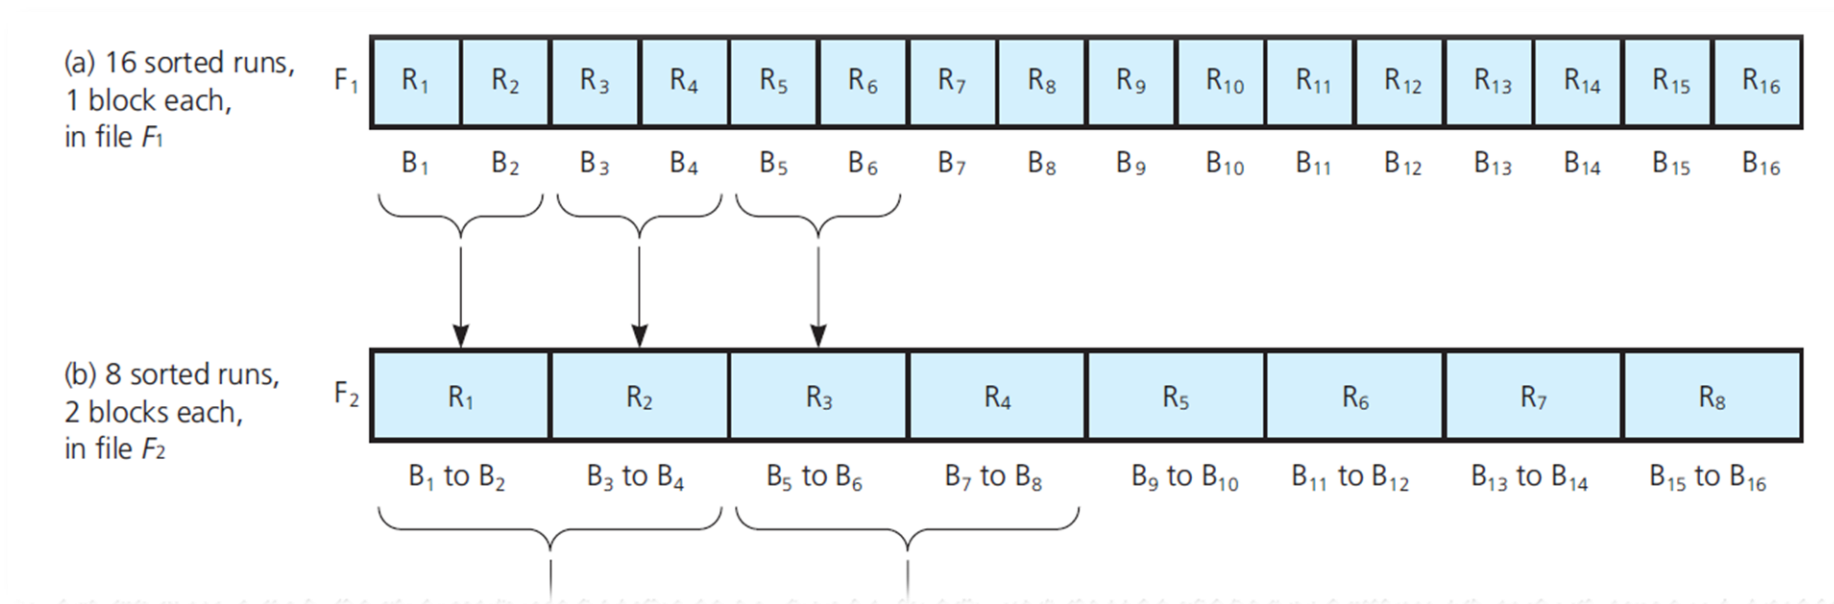 (a) 16 sorted runs,
1 block each,
in file F1
F1 R1 R2 R3 R4 R5 R6 R7 R8 R9 R10 R11 R12 R13 R14 R15 R16
B1 B2 B3 B4 B5 B6 B7 B8 B9 B10 B11 B12 B13 B14 B15 B16
(b) 8 sorted runs,
2 blocks each,
in file F2
F2 R1 R2 R3 R4 R5 R6 R7 R8
B1 to B2 B3 to B4 B5 to B6 B7 to B8 B9 to B10 B11 to B12 B13 to B14 B15 to B16